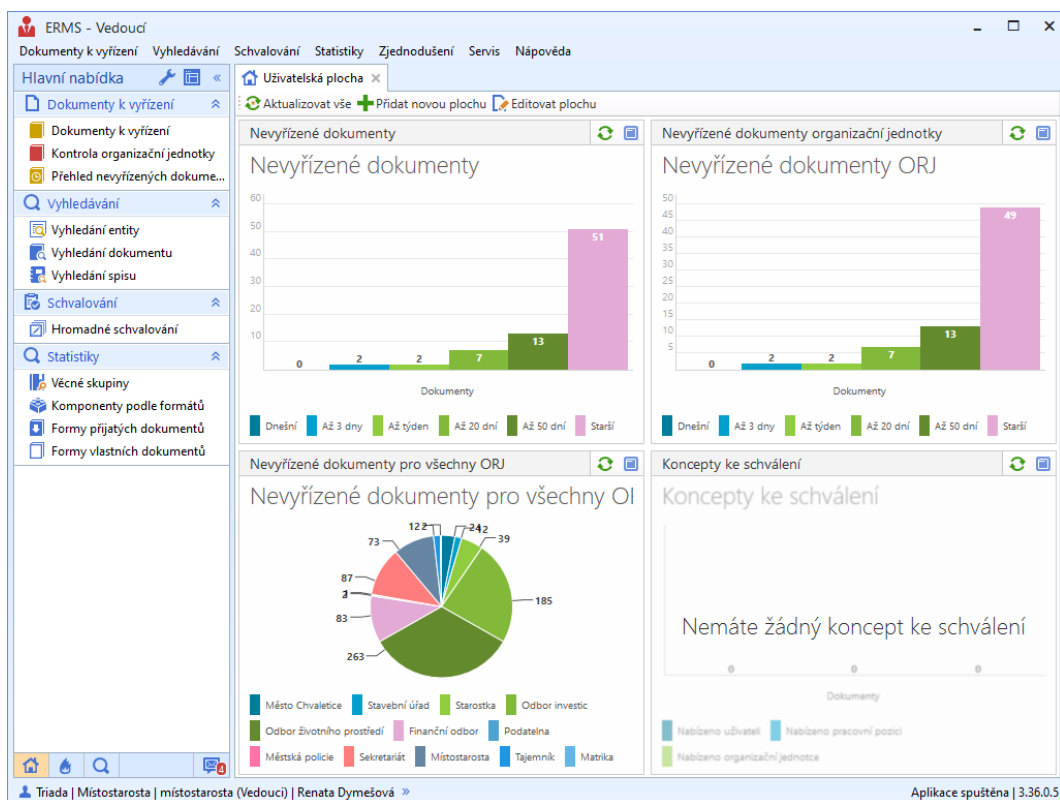 ERMS - Vedoucí
Dokumenty k vyřízení Vyhledávání Schvalování Statistiky Zjednodušení Servis Nápověda
Hlavní nabídka
Dokumenty k vyřízení
Dokumenty k vyřízení
Kontrola organizační jednotky
Přehled nevyřízených dokume...
Vyhledávání
Vyhledání entity
Vyhledání dokumentu
Vyhledání spisu
Schvalování
Hromadné schvalování
Statistiky
Věcné skupiny
Komponenty podle formátů
Formy přijatých dokumentů
Formy vlastních dokumentů
4
Uživatelská plocha
Aktualizovat vše Přidat novou plochu Editovat plochu
Nevyřízené dokumenty
Nevyřízené dokumenty
60
50
40
30
20
10
0 2 2 7 13 51
Dokumenty
Dnešní Až 3 dny Až týden Až 20 dní Až 50 dní Starší
Nevyřízené dokumenty organizační jednotky
Nevyřízené dokumenty ORJ
50
45
40
35
30
25
20
15
10
5
0 2 2 7 13 49
Dokumenty
Dnešní Až 3 dny Až týden Až 20 dní Až 50 dní Starší
Nevyřízené dokumenty pro všechny ORJ
Nevyřízené dokumenty pro všechny
39
185
263
83
87
73
Město Chvaletice Stavební úřad Starostka Odbor investic
Odbor životního prostředí Finanční odbor Podatelna
Městská policie Sekretariát Místostarosta Tajemník Matrika
Koncepty ke schválení
Koncepty ke schválení
Nemáte žádný koncept ke schválení
0 0 0
Dokumenty
Nabízeno uživateli Nabízeno pracovní pozici
Nabízeno organizační jednotce
Triada | Místostarosta | místostarosta (Vedoucí) | Renata Dymešová
Aplikace spuštěna | 3.36.0.5